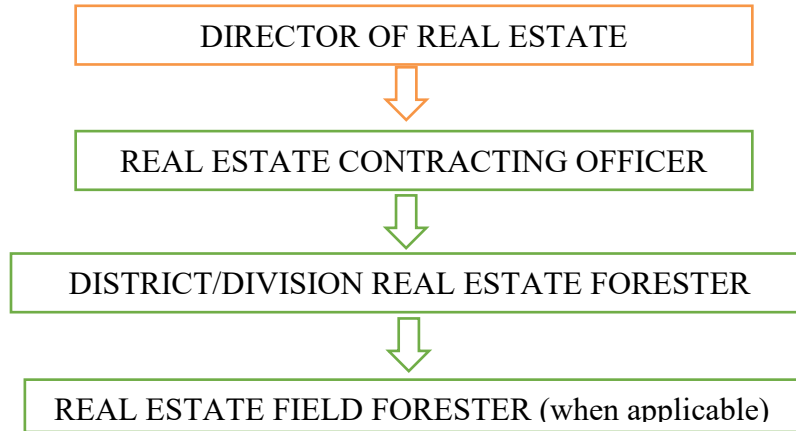 DIRECTOR OF REAL ESTATE
REAL ESTATE CONTRACTING OFFICER
DISTRICT/DIVISION REAL ESTATE FORESTER
REAL ESTATE FIELD FORESTER (when applicable)